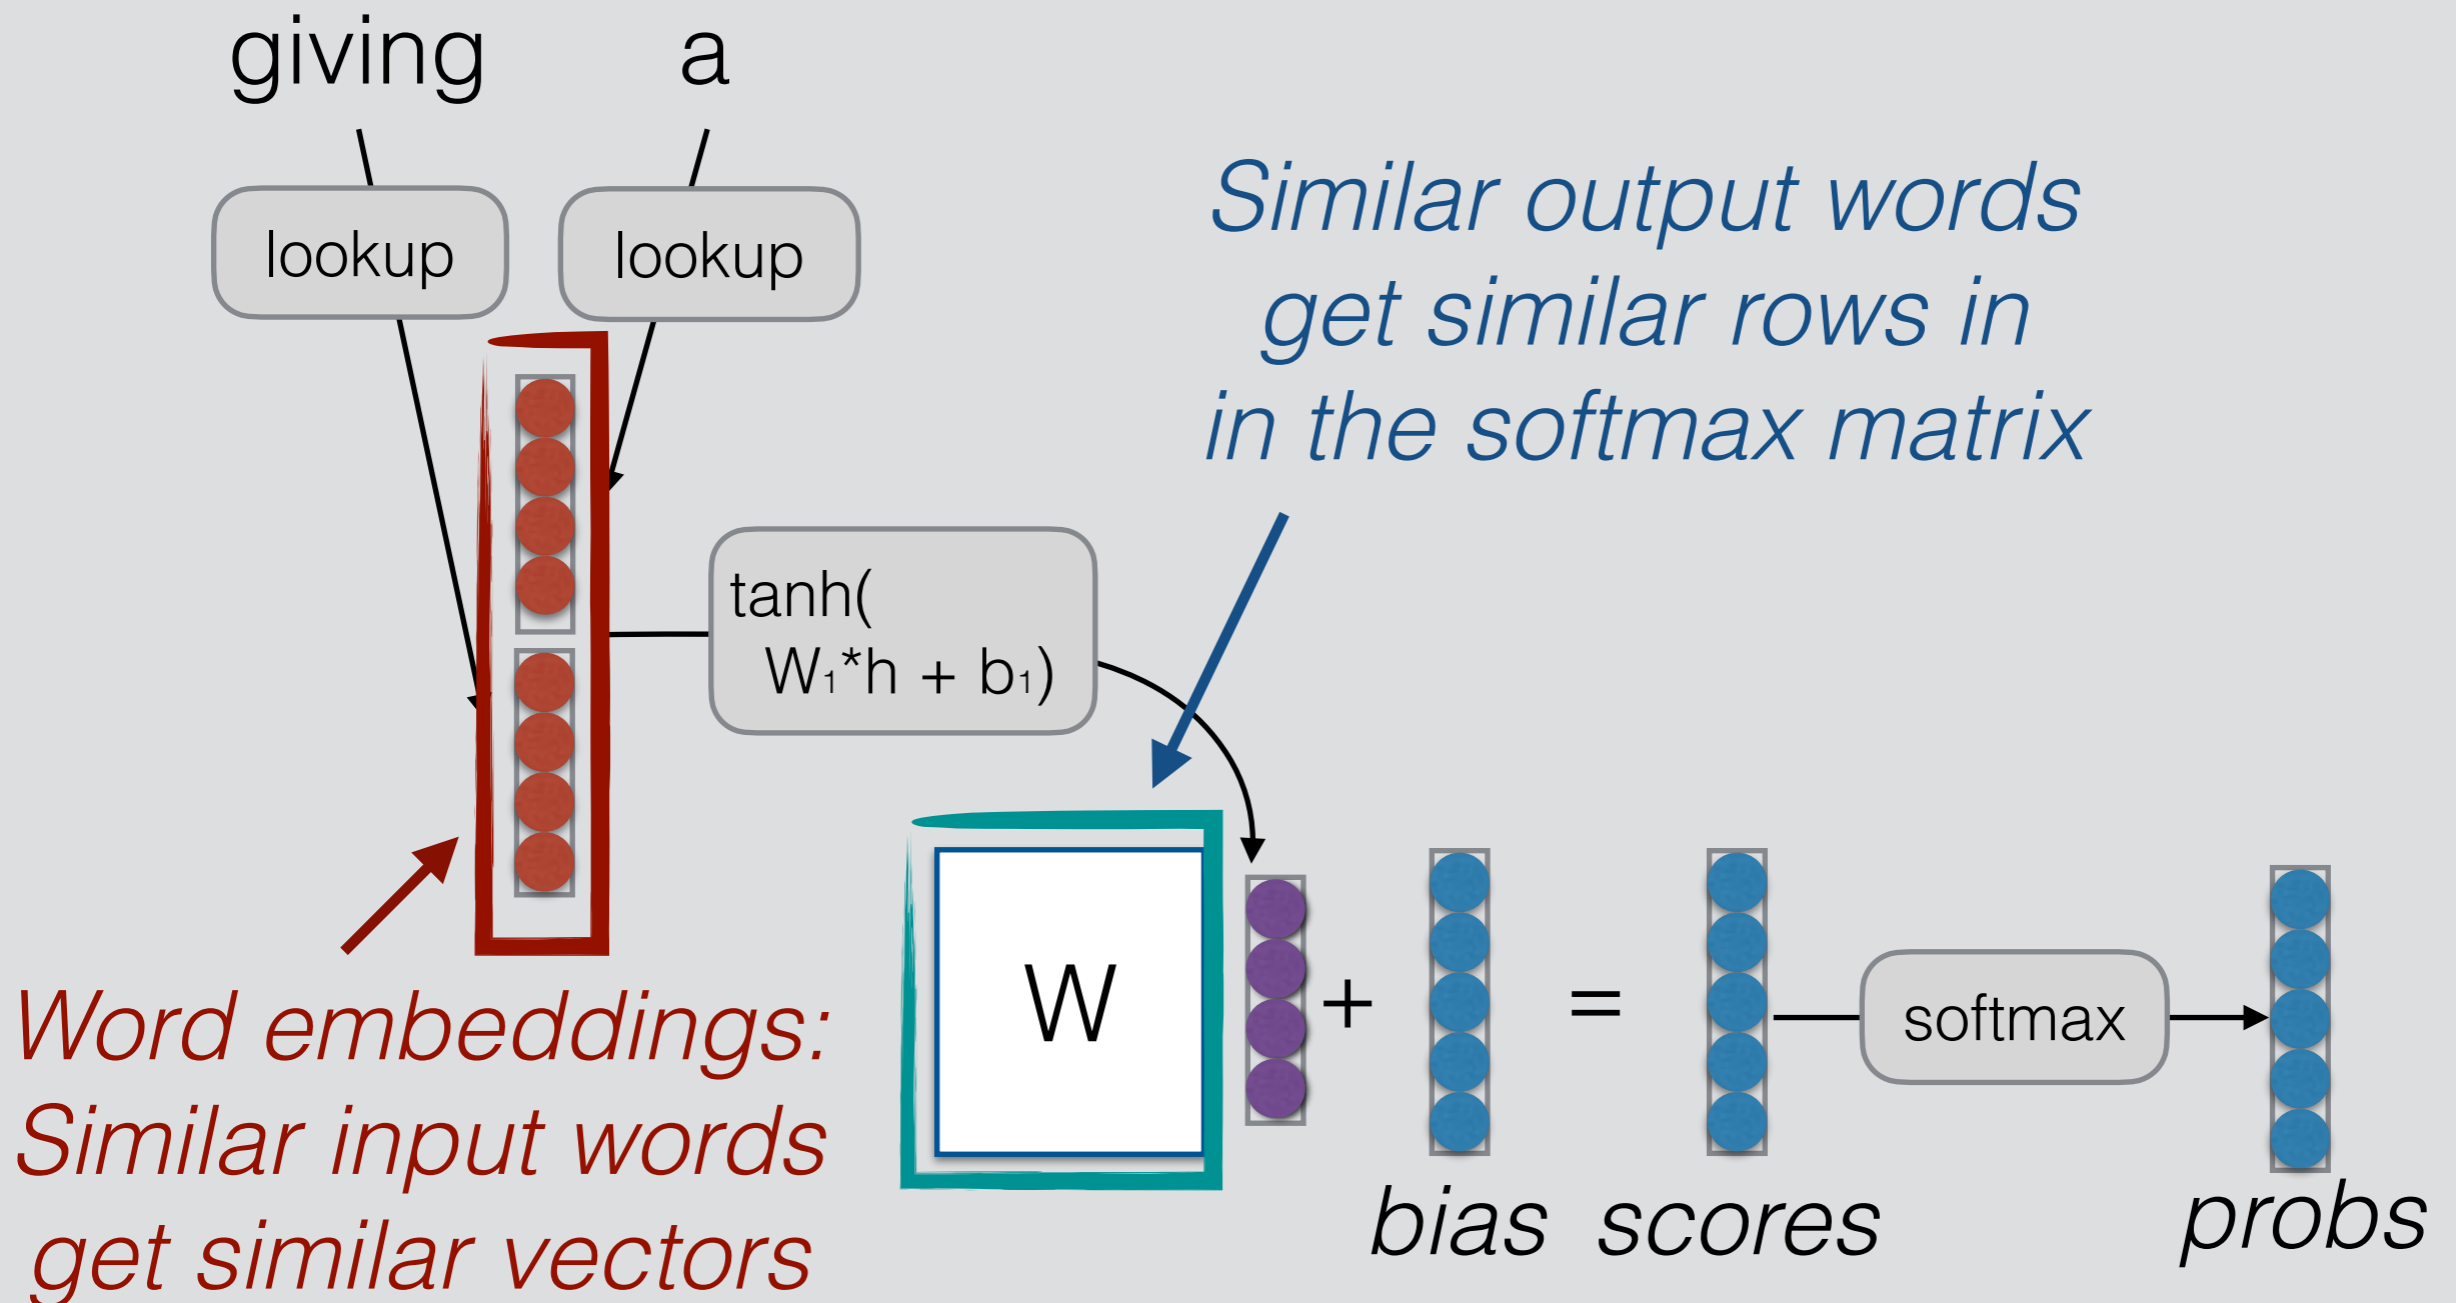 giving a
lookup lookup
Similar output words
get similar rows in
in the softmax matrix
tanh(
W₁*h + b₁)
W
+
=
softmax
Word embeddings:
Similar input words
get similar vectors
bias scores probs